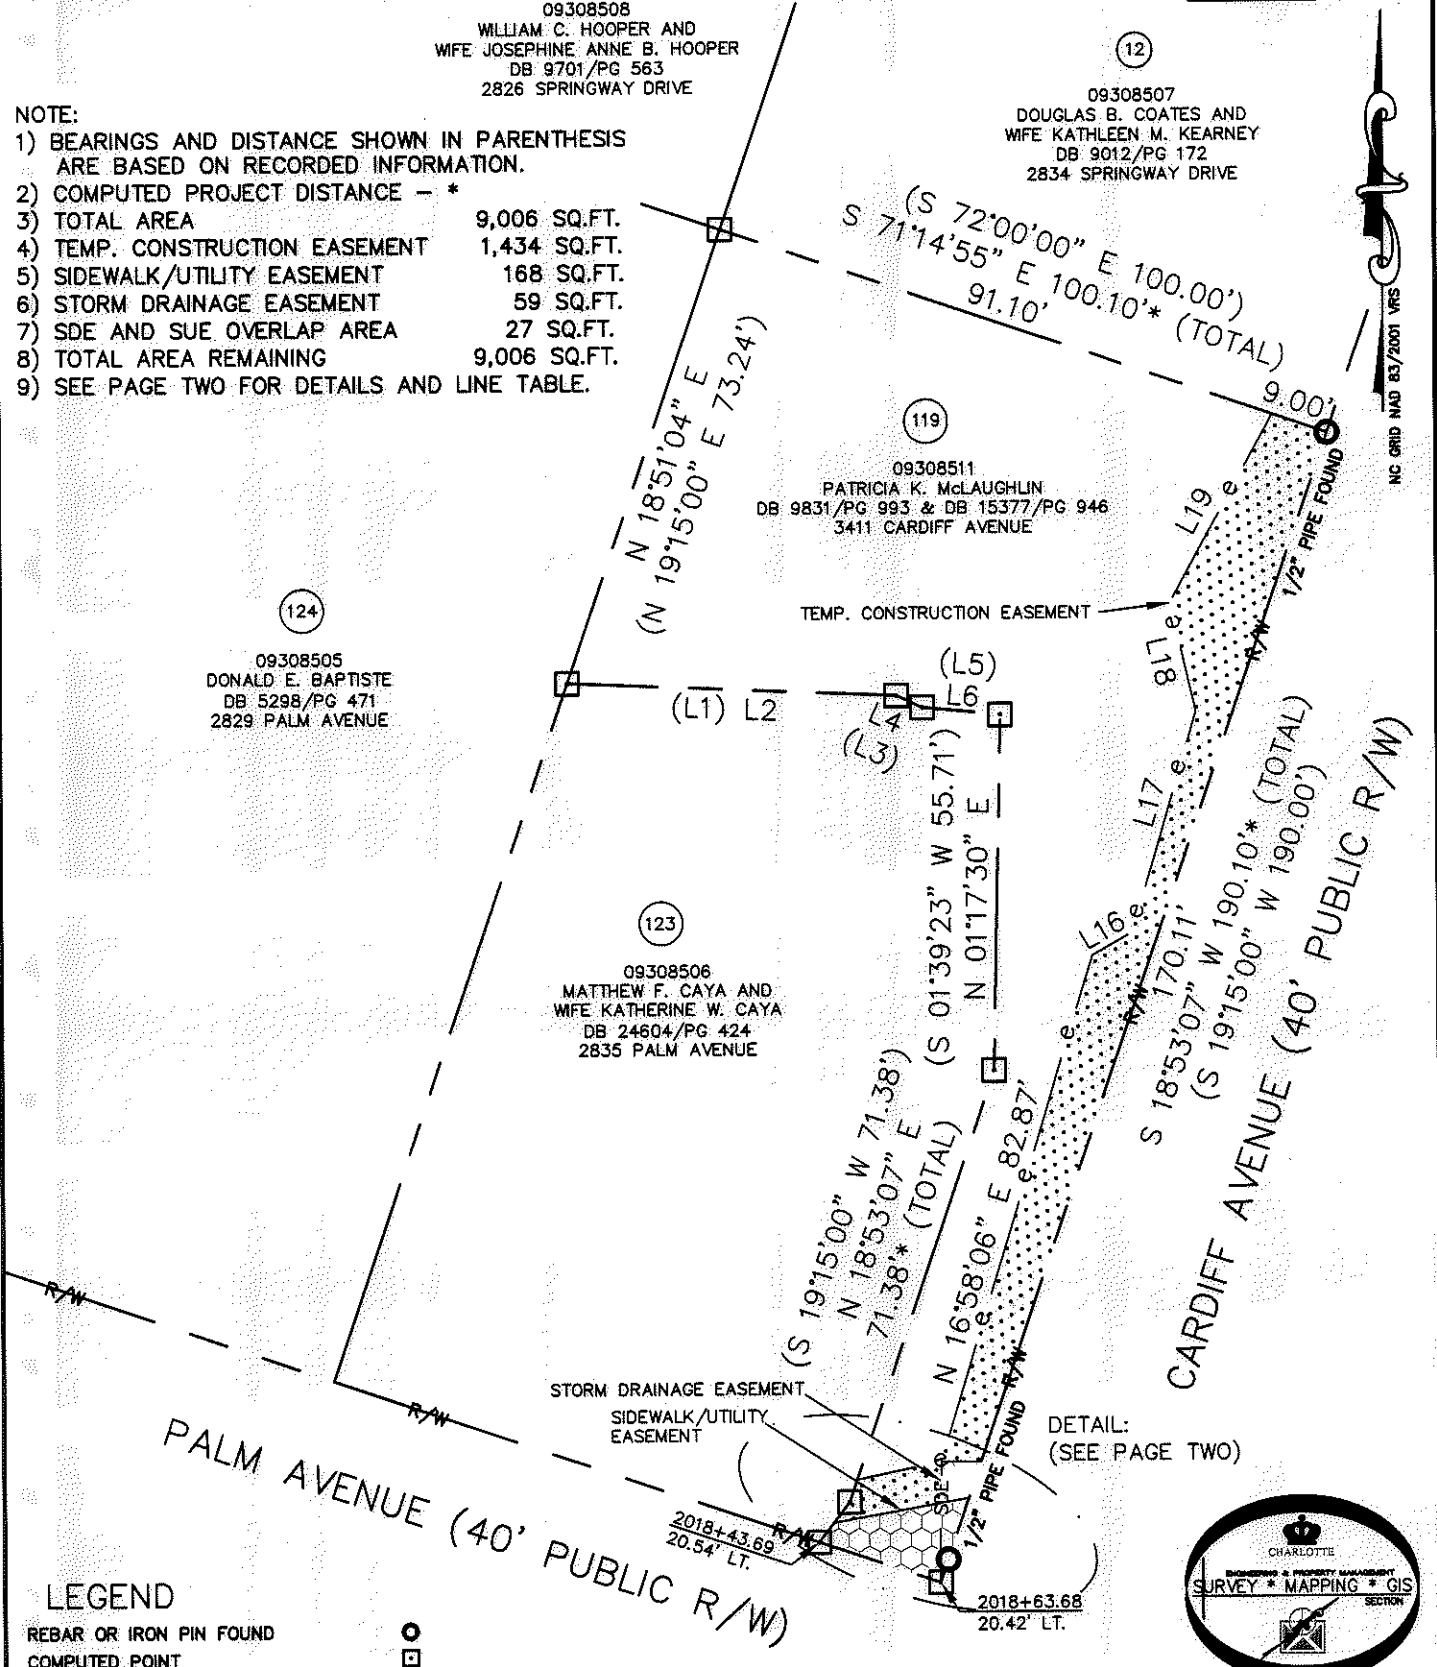 09308508
WILLIAM C. HOOPER AND
WIFE JOSEPHINE ANNE B. HOOPER
DB 9701/PG 563
2826 SPRINGWAY DRIVE
12
09308507
DOUGLAS B. COATES AND
WIFE KATHLEEN M. KEARNEY
DB 9012/PG 172
2834 SPRINGWAY DRIVE
NOTE:
1) BEARINGS AND DISTANCE SHOWN IN PARENTHESIS
ARE BASED ON RECORDED INFORMATION.
2) COMPUTED PROJECT DISTANCE – *
3) TOTAL AREA 9,006 SQ.FT.
4) TEMP. CONSTRUCTION EASEMENT 1,434 SQ.FT.
5) SIDEWALK/UTILITY EASEMENT 168 SQ.FT.
6) STORM DRAINAGE EASEMENT 59 SQ.FT.
7) SDE AND SUE OVERLAP AREA 27 SQ.FT.
8) TOTAL AREA REMAINING 9,006 SQ.FT.
9) SEE PAGE TWO FOR DETAILS AND LINE TABLE.
(S 72°00'00" E 100.00')
S 71°14'55" E 100.10'* (TOTAL)
91.10'
9.00'
NC GRID NAD 83/2001 VRS
N 18°51'04" E
(N 19°15'00" E 73.24')
119
09308511
PATRICIA K. McLAUGHLIN
DB 9831/PG 993 & DB 15377/PG 946
3411 CARDIFF AVENUE
L19
e
1/2" PIPE FOUND
TEMP. CONSTRUCTION EASEMENT
e
R/W
L18
124
09308505
DONALD E. BAPTISTE
DB 5298/PG 471
2829 PALM AVENUE
(L1) L2
(L5)
L6
L4
(L3)
L17
e
(S 01°39'23" W 55.71')
N 01°17'30" E
123
09308506
MATTHEW F. CAYA AND
WIFE KATHERINE W. CAYA
DB 24604/PG 424
2835 PALM AVENUE
L16
e
e
R/W
170.11'
S 18°53'07" W 190.10'* (TOTAL)
(S 19°15'00" W 190.00')
CARDIFF AVENUE (40' PUBLIC R/W)
(S 19°15'00" W 71.38')
N 18°53'07" E
71.38'* (TOTAL)
N 16°58'06" E 82.87'
e
e
R/W
R/W
R/W
R/W
1/2" PIPE FOUND
STORM DRAINAGE EASEMENT
SIDEWALK/UTILITY
EASEMENT
DETAIL:
(SEE PAGE TWO)
SDE
e
PALM AVENUE (40' PUBLIC R/W)
2018+43.69
20.54' LT.
2018+63.68
20.42' LT.
LEGEND
REBAR OR IRON PIN FOUND
COMPUTED POINT
CHARLOTTE
ENGINEERING & PROPERTY MANAGEMENT
SURVEY * MAPPING * GIS
SECTION